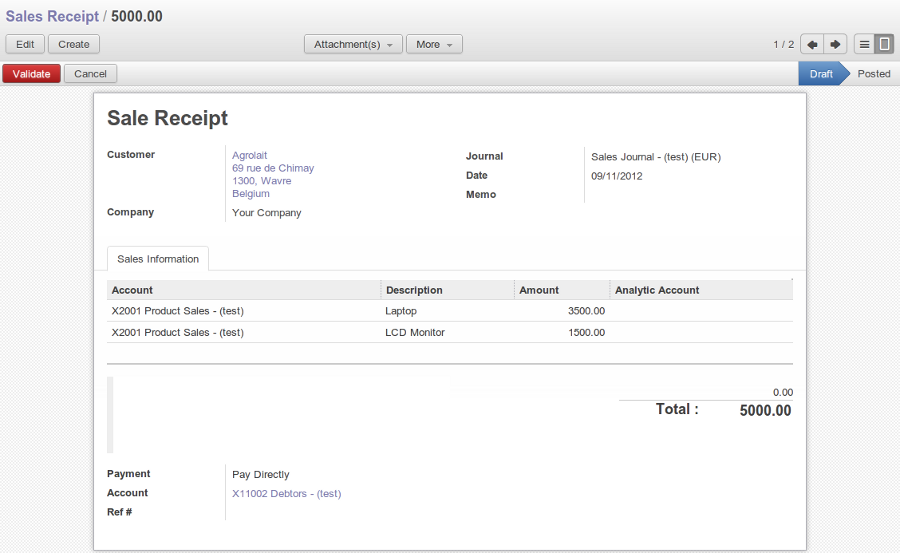 Sales Receipt / 5000.00
Edit Create Attachment(s) More 1 / 2
Validate Cancel Draft Posted
Sale Receipt
Customer Agrolait Journal Sales Journal - (test) (EUR)
69 rue de Chimay
1300, Wavre Date 09/11/2012
Belgium Memo
Company Your Company
Sales Information
Account Description Amount Analytic Account
X2001 Product Sales - (test) Laptop 3500.00
X2001 Product Sales - (test) LCD Monitor 1500.00
0.00
Total : 5000.00
Payment Pay Directly
Account X11002 Debtors - (test)
Ref #